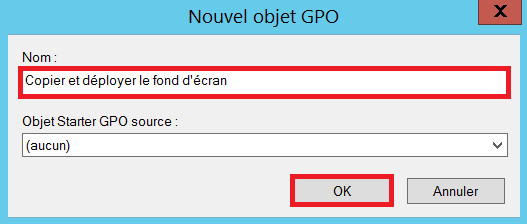 Nouvel objet GPO
X
Nom :
Copier et déployer le fond d'écran
Objet Starter GPO source :
(aucun)
OK
Annuler